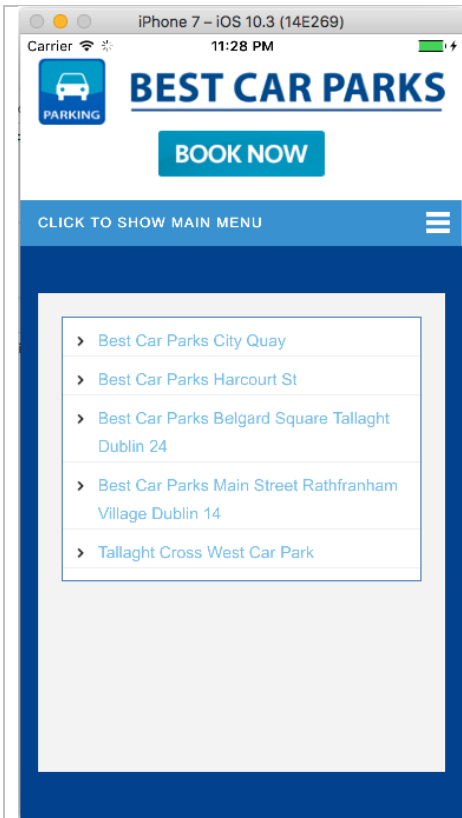 iPhone 7 – iOS 10.3 (14E269)
Carrier 11:28 PM
PARKING
BEST CAR PARKS
BOOK NOW
CLICK TO SHOW MAIN MENU
Best Car Parks City Quay
Best Car Parks Harcourt St
Best Car Parks Belgard Square Tallaght
Dublin 24
Best Car Parks Main Street Rathfranham
Village Dublin 14
Tallaght Cross West Car Park